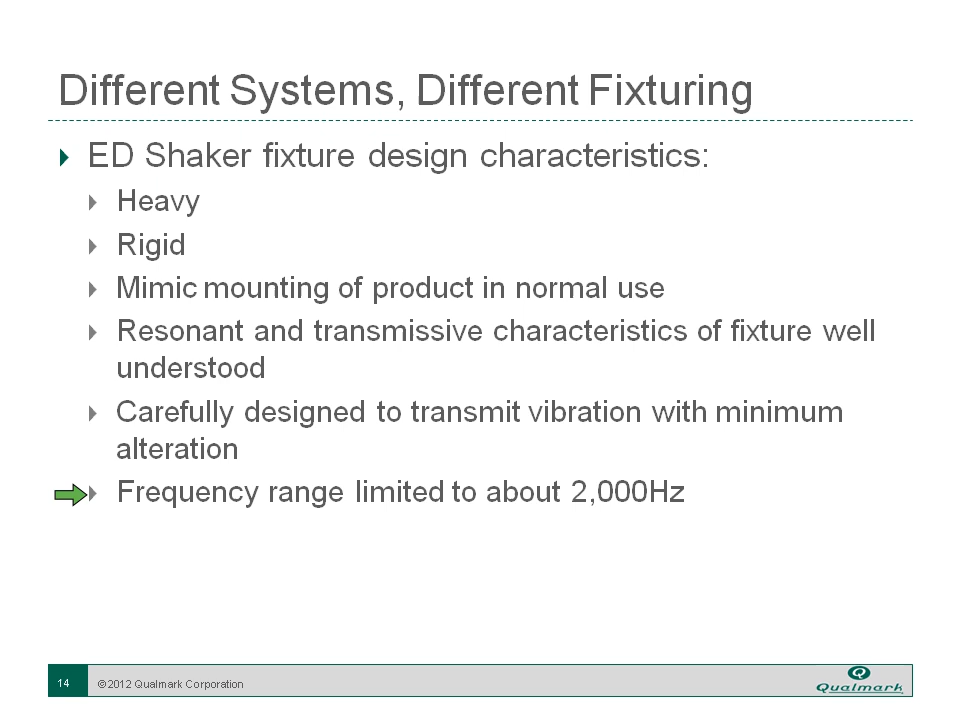 Different Systems, Different Fixturing
ED Shaker fixture design characteristics:
Heavy
Rigid
Mimic mounting of product in normal use
Resonant and transmissive characteristics of fixture well
understood
Carefully designed to transmit vibration with minimum
alteration
Frequency range limited to about 2,000Hz
14
© 2012 Qualmark Corporation
Qualmark